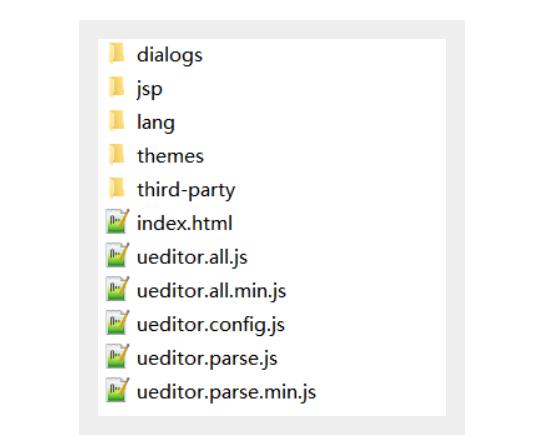 dialogs
jsp
lang
themes
third-party
index.html
ueditor.all.js
ueditor.all.min.js
ueditor.config.js
ueditor.parse.js
ueditor.parse.min.js